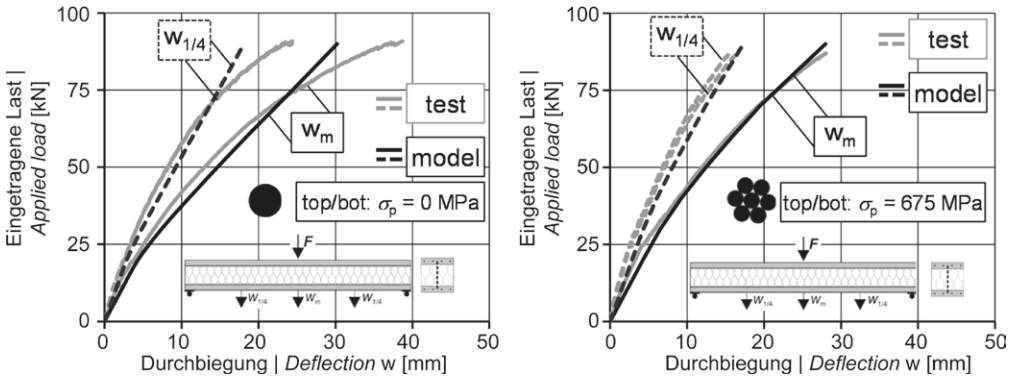 Eingetragene Last |
Applied load [kN]
100
75
50
25
0
w1/4
test
model
wm
top/bot: σp = 0 MPa
F
w1/4
wm
w1/4
0
10
20
30
40
50
Durchbiegung | Deflection w [mm]
Eingetragene Last |
Applied load [kN]
100
75
50
25
0
w1/4
test
model
wm
top/bot: σp = 675 MPa
F
w1/4
wm
w1/4
0
10
20
30
40
50
Durchbiegung | Deflection w [mm]